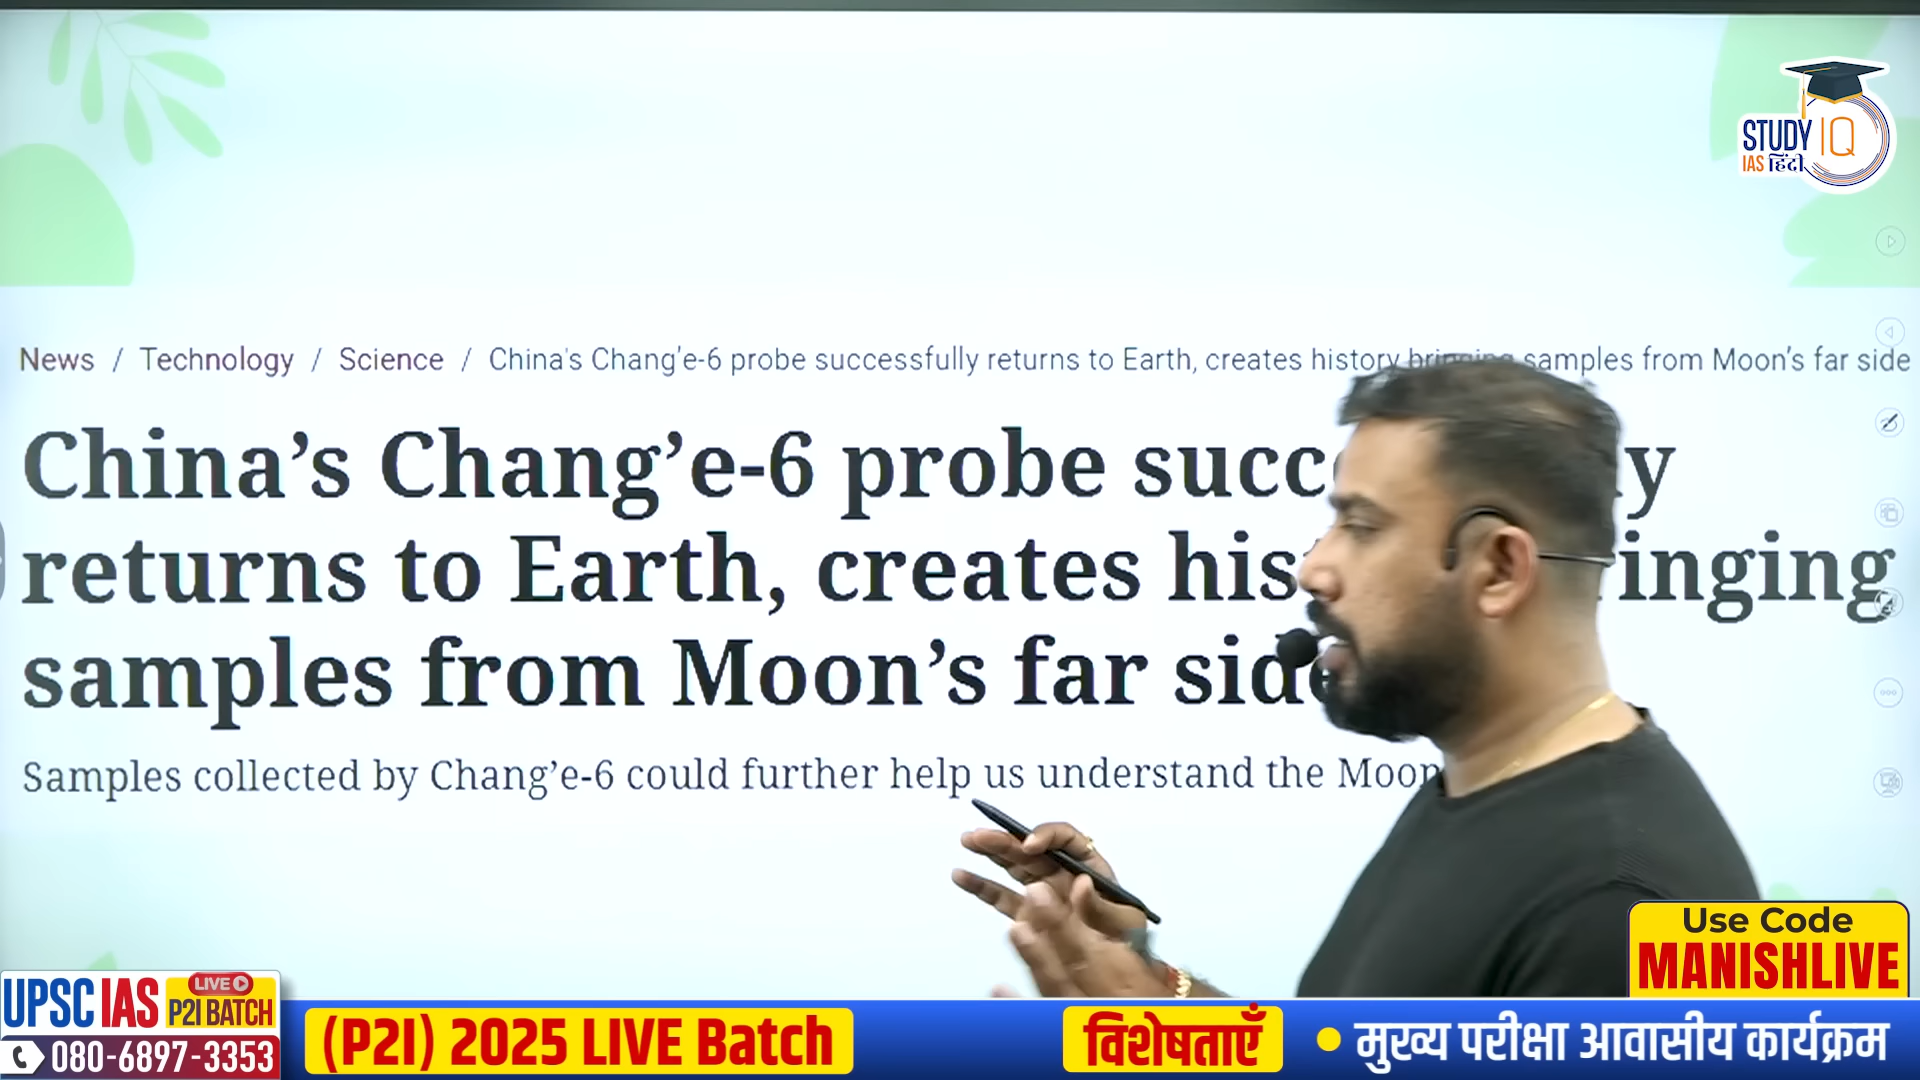 STUDY IQ
IAS हिंदी
News / Technology / Science / China's Chang'e-6 probe successfully returns to Earth, creates history bringing samples from Moon's far side
China’s Chang’e-6 probe succ y
returns to Earth, creates his inging
samples from Moon’s far side
Samples collected by Chang’e-6 could further help us understand the Moon
Use Code
MANISHLIVE
UPSC IAS LIVE P2I BATCH
080-6897-3353
(P2I) 2025 LIVE Batch
विशेषताएँ
• मुख्य परीक्षा आवासीय कार्यक्रम